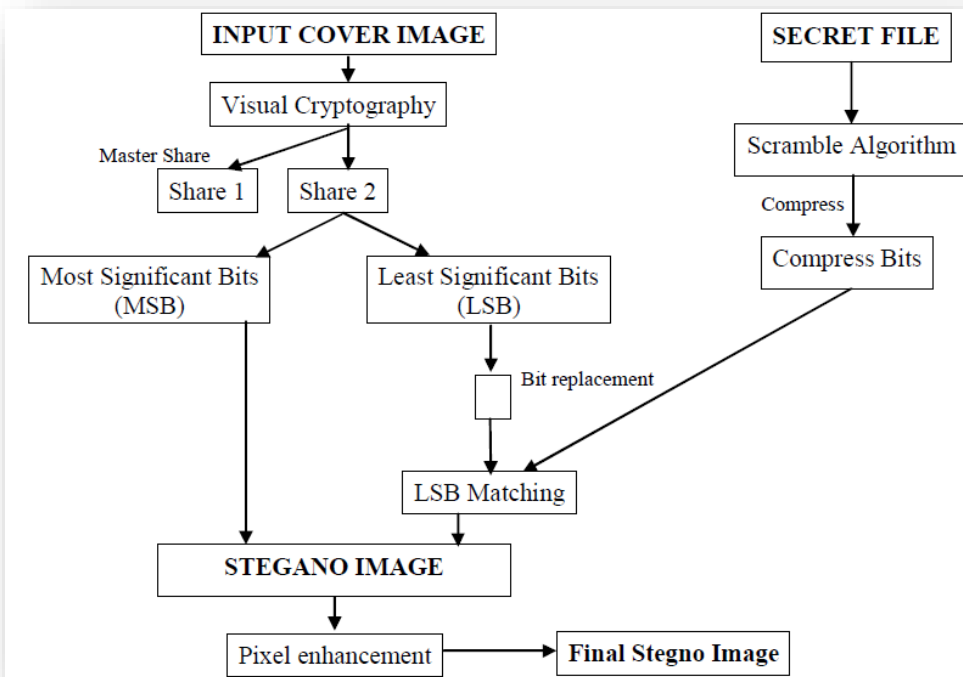 INPUT COVER IMAGE
SECRET FILE
Visual Cryptography
Scramble Algorithm
Master Share
Share 1
Share 2
Compress
Compress Bits
Most Significant Bits
(MSB)
Least Significant Bits
(LSB)
Bit replacement
LSB Matching
STEGANO IMAGE
Pixel enhancement
Final Stegno Image